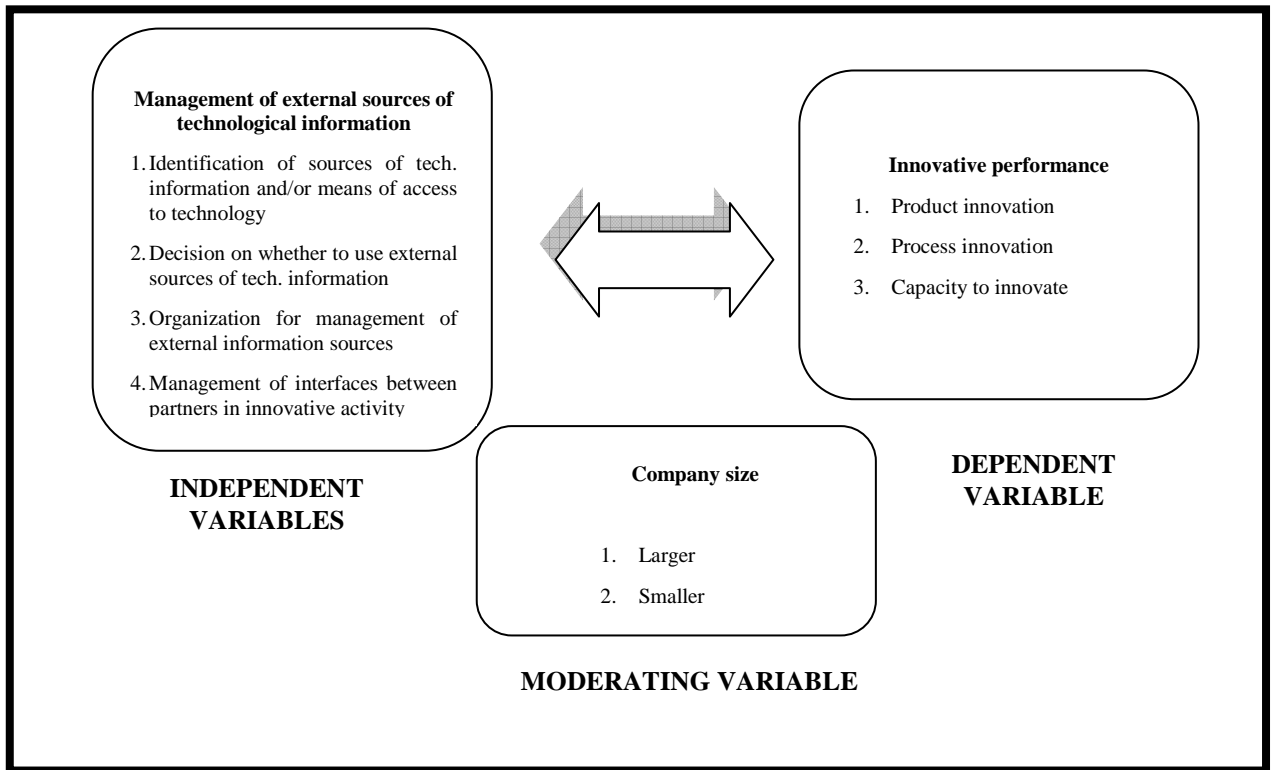 Management of external sources of
technological information
1. Identification of sources of tech.
information and/or means of access
to technology
2. Decision on whether to use external
sources of tech. information
3. Organization for management of
external information sources
4. Management of interfaces between
partners in innovative activity
INDEPENDENT
VARIABLES
Innovative performance
1. Product innovation
2. Process innovation
3. Capacity to innovate
DEPENDENT
VARIABLE
Company size
1. Larger
2. Smaller
MODERATING VARIABLE